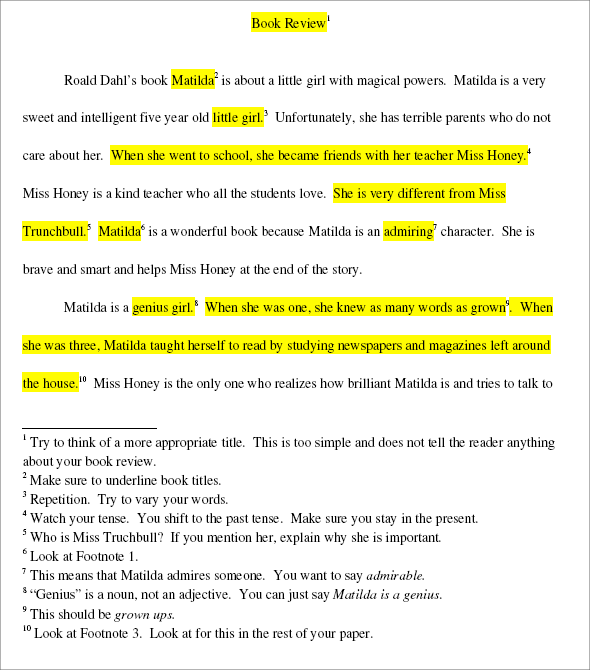 Book Review1
Roald Dahl's book Matilda2 is about a little girl with magical powers.  Matilda is a very
sweet and intelligent five year old little girl.3  Unfortunately, she has terrible parents who do not
care about her.  When she went to school, she became friends with her teacher Miss Honey.4
Miss Honey is a kind teacher who all the students love.  She is very different from Miss
Trunchbull.5  Matilda6 is a wonderful book because Matilda is an admiring7 character.  She is
brave and smart and helps Miss Honey at the end of the story.
Matilda is a genius girl.8  When she was one, she knew as many words as grown9.  When
she was three, Matilda taught herself to read by studying newspapers and magazines left around
the house.10  Miss Honey is the only one who realizes how brilliant Matilda is and tries to talk to
1 Try to think of a more appropriate title.  This is too simple and does not tell the reader anything
about your book review.
2 Make sure to underline book titles.
3 Repetition.  Try to vary your words.
4 Watch your tense.  You shift to the past tense.  Make sure you stay in the present.
5 Who is Miss Truchbull?  If you mention her, explain why she is important.
6 Look at Footnote 1.
7 This means that Matilda admires someone.  You want to say admirable.
8 “Genius” is a noun, not an adjective.  You can just say Matilda is a genius.
9 This should be grown ups.
10 Look at Footnote 3.  Look at for this in the rest of your paper.